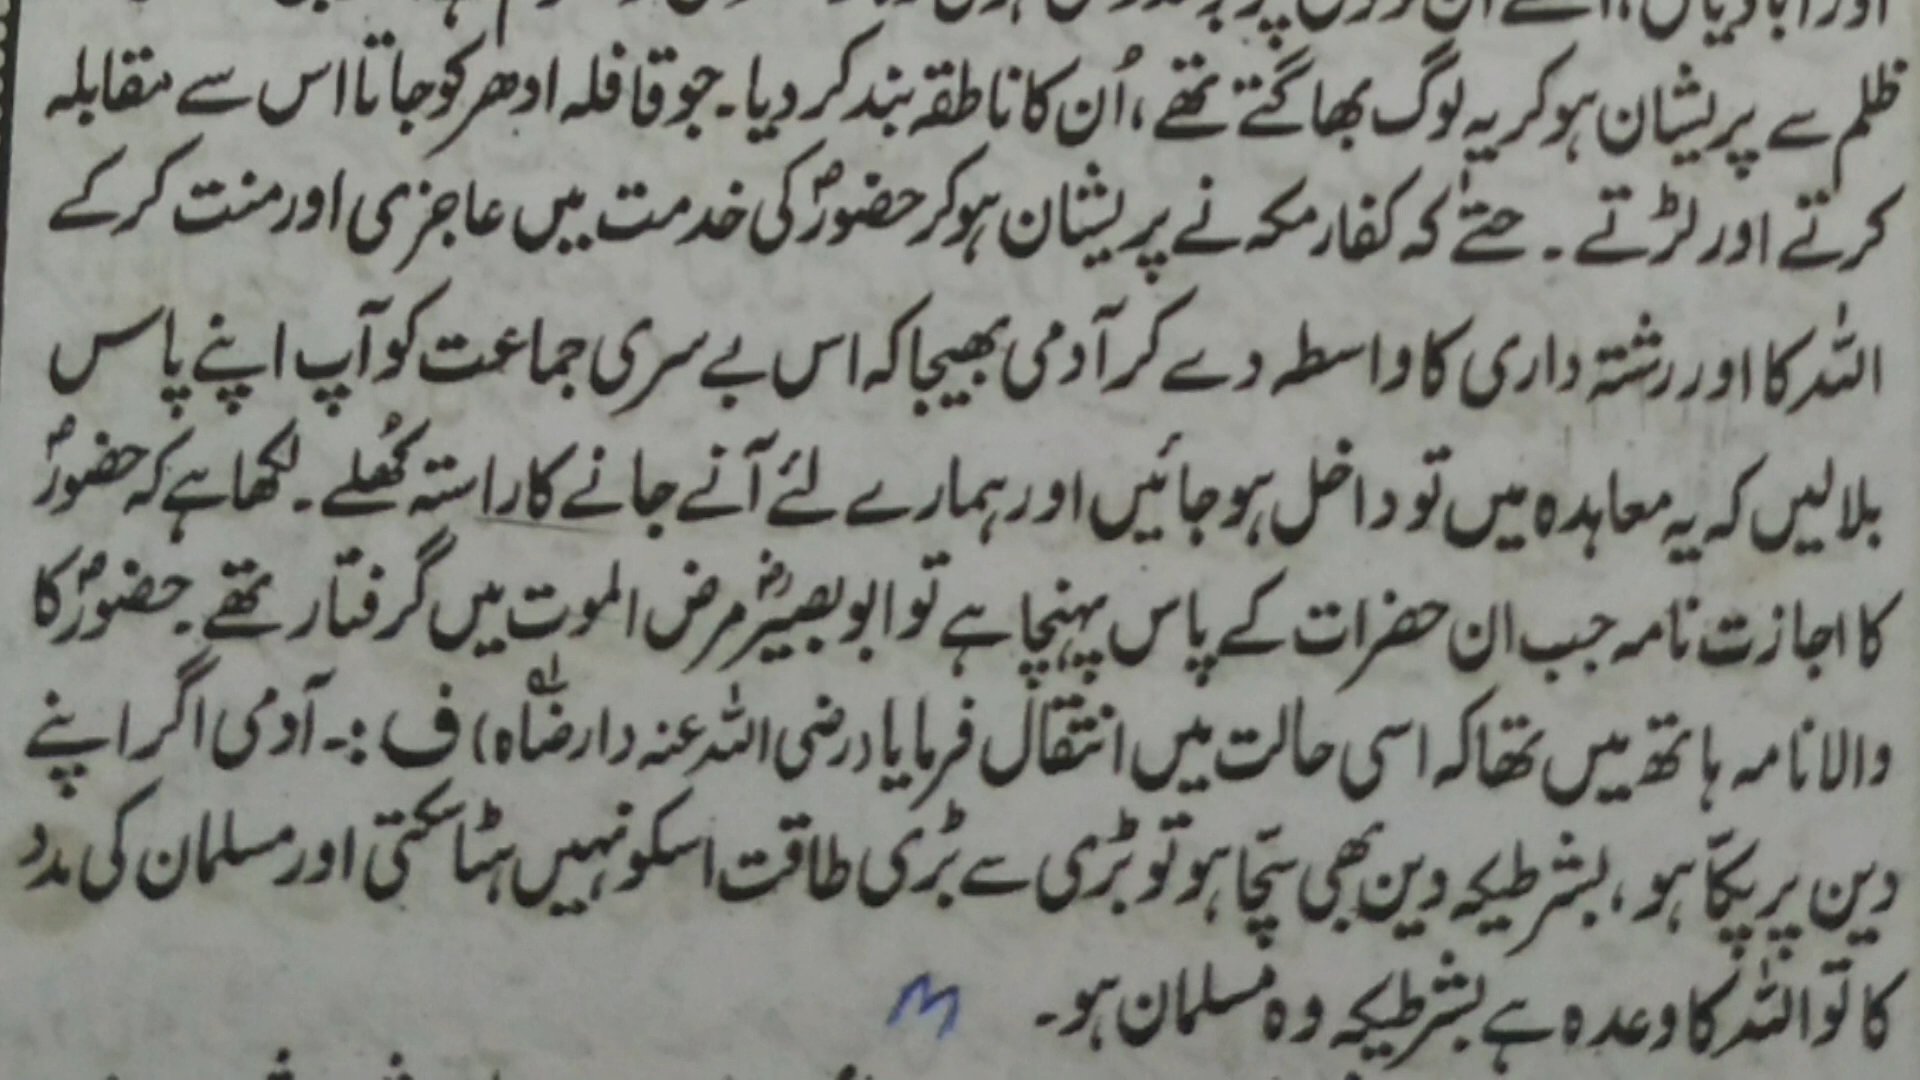 ظلم سے پریشان ہوکر یہ لوگ بھاگتے تھے، اُن کا ناطقہ بند کر دیا۔ جو قافلہ ادھر کو جاتا اس سے مقابلہ
کرتے اور لڑتے ۔ حتےٰ کہ کفار مکہ نے پریشان ہوکر حضورؐ کی خدمت میں عاجزی اور منت کرکے
اللہ کا اور رشتہ داری کا واسطہ دے کر آدمی بھیجا کہ اس بے سری جماعت کو آپ اپنے پاس
بلالیں کہ یہ معاہدہ میں تو داخل ہو جائیں اور ہمارے لئے آنے جانے کا راستہ کھُلے ۔ لکھا ہے کہ حضورؐ
کا اجازت نامہ جب ان حضرات کے پاس پہنچا ہے تو ابو بصیرؓ مرض الموت میں گرفتار تھے ۔ حضورؐ کا
والا نامہ ہاتھ میں تھا کہ اسی حالت میں انتقال فرمایا (رضی اللہ عنہ وارضاہ) ف :۔ آدمی اگر اپنے
دین پر پکّا ہو، بشرطیکہ دین بھی سچّا ہو تو بڑی سے بڑی طاقت اسکو نہیں ہٹا سکتی اور مسلمان کی مدد
کا تو اللہ کا وعدہ ہے بشرطیکہ وہ مسلمان ہو۔